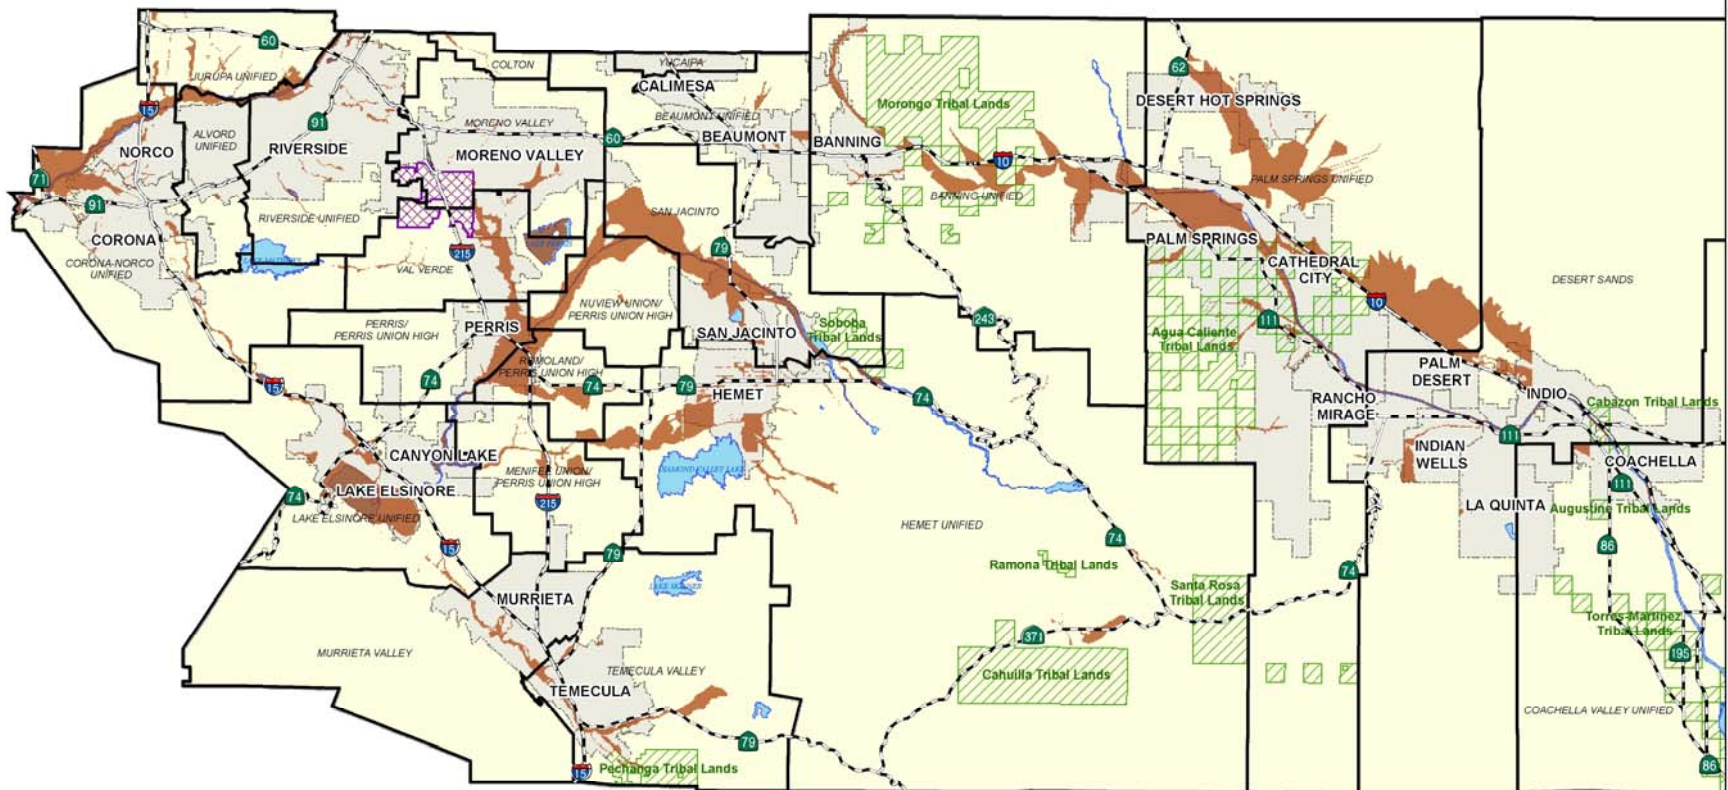 60
JURUPA UNIFIED
15
COLTON
YUCAIPA
CALIMESA
62
DESERT HOT SPRINGS
91
ALVORD
UNIFIED
NORCO
RIVERSIDE
MORENO VALLEY
MORENO VALLEY
60
BEAUMONT UNIFIED
BEAUMONT
BANNING
Morongo Tribal Lands
10
BANNING UNIFIED
PALM SPRINGS UNIFIED
71
91
RIVERSIDE UNIFIED
SAN JACINTO
CORONA
CORONA-NORCO
UNIFIED
215
79
PALM SPRINGS
CATHEDRAL
CITY
VAL VERDE
DESERT SANDS
10
NUVIEW UNION/
PERRIS UNION HIGH
PERRIS/
PERRIS UNION HIGH
PERRIS
SAN JACINTO
Soboba
Tribal Lands
243
111
Agua Caliente
Tribal Lands
ROMOLAND/
PERRIS UNION HIGH
15
74
74
79
HEMET
74
PALM
DESERT
RANCHO
MIRAGE
INDIO
Cabazon Tribal Lands
111
INDIAN
WELLS
COACHELLA
CANYON LAKE
MENIFEE UNION/
PERRIS UNION HIGH
DIAMOND VALLEY LAKE
LAKE ELSINORE
74
LAKE ELSINORE UNIFIED
215
111
LA QUINTA
Augustine Tribal Lands
HEMET UNIFIED
15
79
74
86
Ramona Tribal Lands
74
LAKE SKINNER
MURRIETA
Santa Rosa
Tribal Lands
Torres-Martinez
Tribal Lands
371
195
MURRIETA VALLEY
TEMECULA VALLEY
TEMECULA
Cahuilla Tribal Lands
COACHELLA VALLEY UNIFIED
79
15
Pechanga Tribal Lands
86